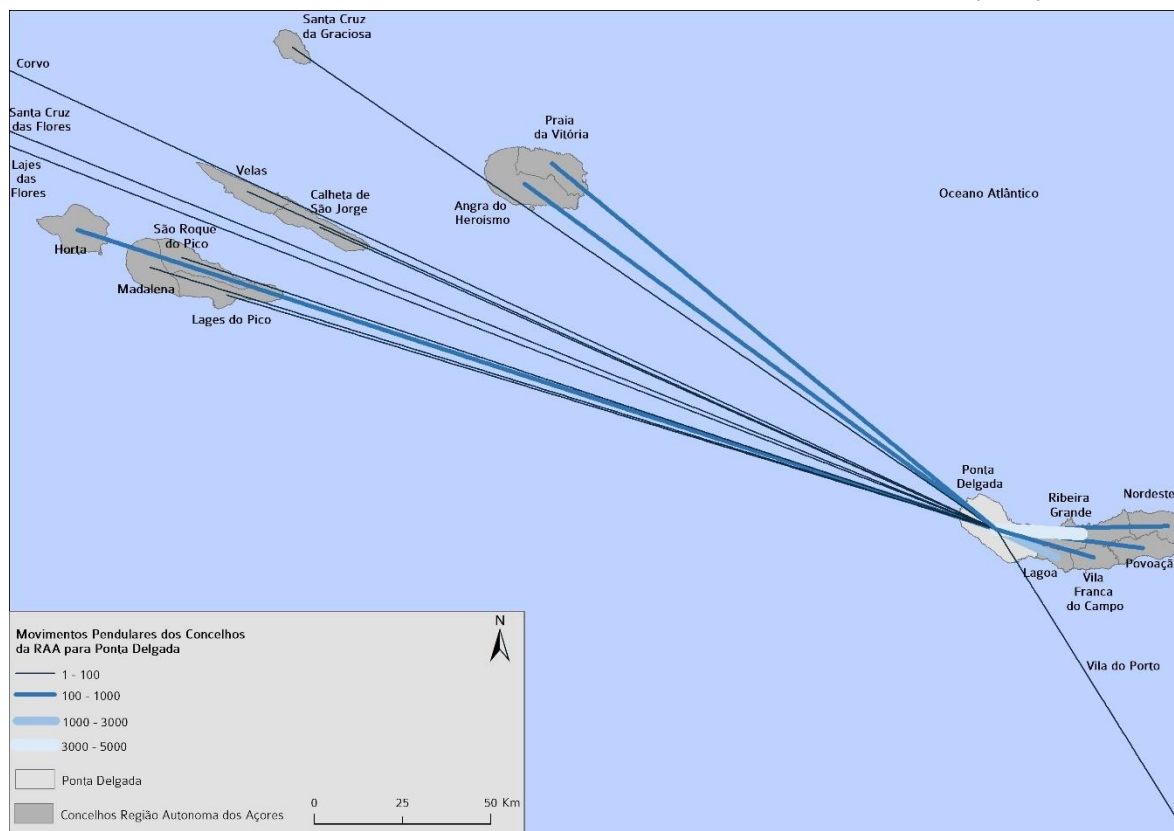 Santa Cruz
da Graciosa
Corvo
Santa Cruz
das Flores
Praia
da Vitória
Lajes
das
Flores
Velas
Calheta de
São Jorge
Oceano Atlântico
Angra do
Heroísmo
São Roque
do Pico
Horta
Madalena
Lages do Pico
Ponta
Delgada
Ribeira
Grande
Nordeste
Povoaçã
Lagoa
Vila
Franca
do Campo
Vila do Porto
Movimentos Pendulares dos Concelhos
da RAA para Ponta Delgada
1 - 100
100 - 1000
1000 - 3000
3000 - 5000
Ponta Delgada
Concelhos Região Autonoma dos Açores
N
0 25 50 Km